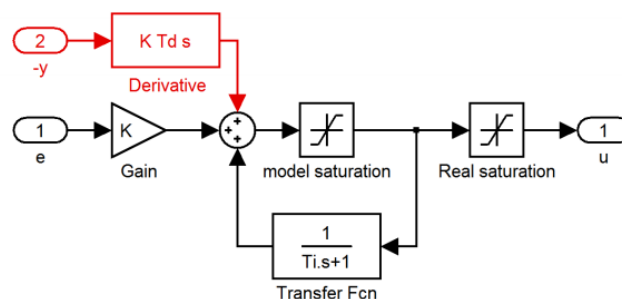 2
-y
K Td s
Derivative
1
e
K
Gain
+
+
+
model saturation
Real saturation
1
u
1
Ti.s+1
Transfer Fcn